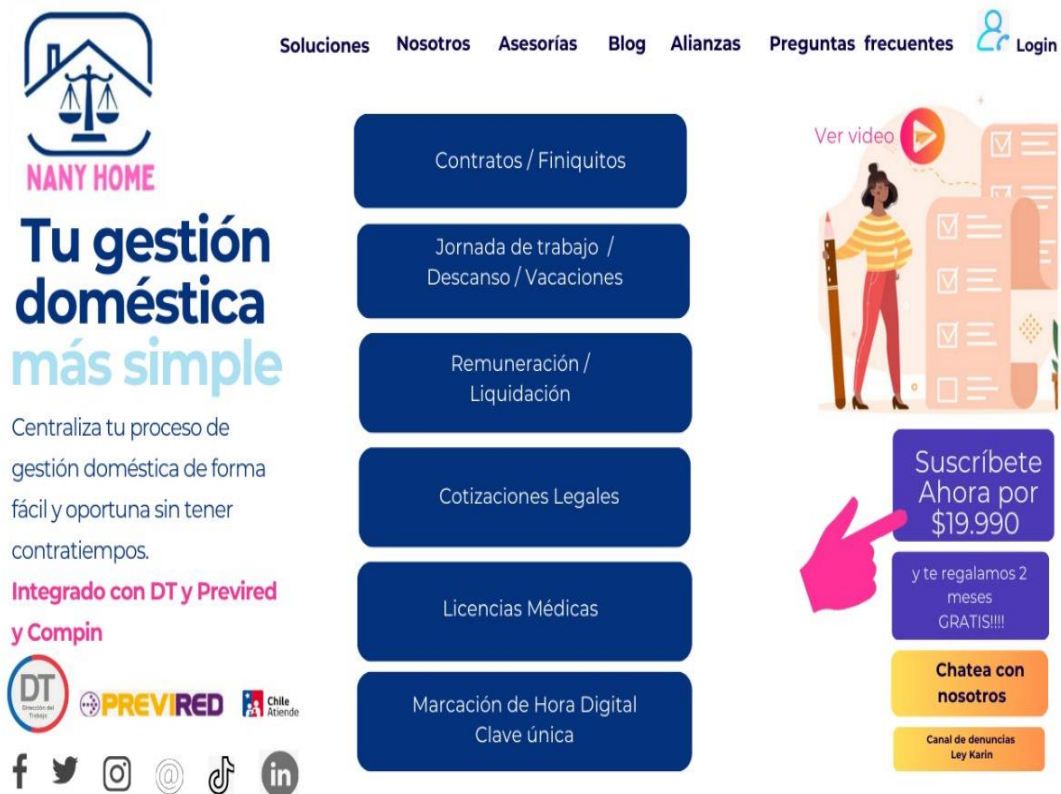 Soluciones Nosotros Asesorías Blog Alianzas Preguntas frecuentes Login
NANY HOME
Tu gestión
doméstica
más simple
Centraliza tu proceso de
gestión doméstica de forma
fácil y oportuna sin tener
contratiempos.
Integrado con DT y Previred
y Compin
DT
Dirección del
Trabajo
PREVIRED
Chile
Atiende
Contratos / Finiquitos
Jornada de trabajo /
Descanso / Vacaciones
Remuneración /
Liquidación
Cotizaciones Legales
Licencias Médicas
Marcación de Hora Digital
Clave única
Ver video
Suscríbete
Ahora por
$19.990
y te regalamos 2
meses
GRATIS!!!!
Chatea con
nosotros
Canal de denuncias
Ley Karin